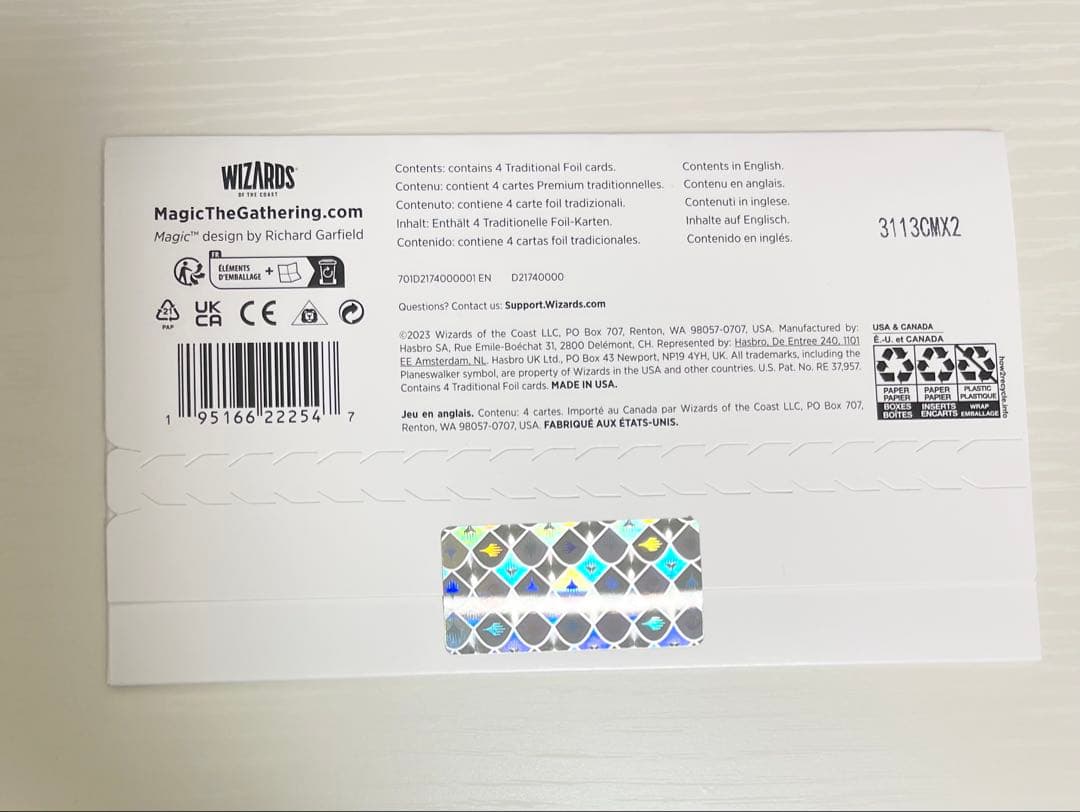 WIZARDS
OF THE COAST
MagicTheGathering.com
Magic™ design by Richard Garfield
FR
ÉLÉMENTS
D'EMBALLAGE +
21
PAP
UK
CA
CE
1 95166 22254 7
Contents: contains 4 Traditional Foil cards.
Contenu: contient 4 cartes Premium traditionnelles.
Contenuto: contiene 4 carte foil tradizionali.
Inhalt: Enthält 4 Traditionelle Foil-Karten.
Contenido: contiene 4 cartas foil tradicionales.
Contents in English.
Contenu en anglais.
Contenuti in inglese.
Inhalte auf Englisch.
Contenido en inglés.
3113CMX2
701D2174000001 EN D21740000
Questions? Contact us: Support.Wizards.com
©2023 Wizards of the Coast LLC, PO Box 707, Renton, WA 98057-0707, USA. Manufactured by:
Hasbro SA, Rue Emile-Boéchat 31, 2800 Delémont, CH. Represented by: Hasbro, De Entree 240, 1101
EE Amsterdam, NL. Hasbro UK Ltd., PO Box 43 Newport, NP19 4YH, UK. All trademarks, including the
Planeswalker symbol, are property of Wizards in the USA and other countries. U.S. Pat. No. RE 37,957.
Contains 4 Traditional Foil cards. MADE IN USA.
Jeu en anglais. Contenu: 4 cartes. Importé au Canada par Wizards of the Coast LLC, PO Box 707,
Renton, WA 98057-0707, USA. FABRIQUÉ AUX ÉTATS-UNIS.
USA & CANADA
É.-U. et CANADA
PAPER
PAPIER
BOXES
BOÎTES
PAPER
PAPIER
INSERTS
ENCARTS
PLASTIC
PLASTIQUE
WRAP
EMBALLAGE
how2recycle.info